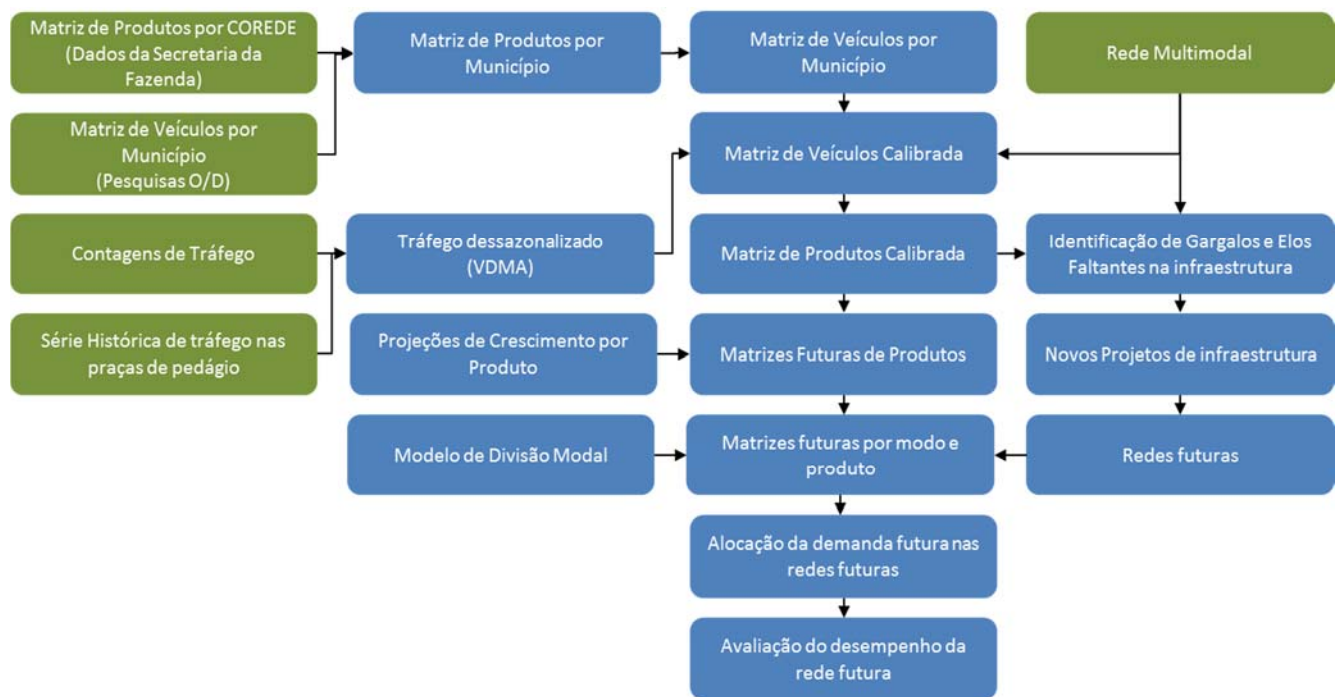 Matriz de Produtos por COREDE
(Dados da Secretaria da
Fazenda)
Matriz de Produtos por
Município
Matriz de Veículos por
Município
Rede Multimodal
Matriz de Veículos por
Município
(Pesquisas O/D)
Matriz de Veículos Calibrada
Contagens de Tráfego
Tráfego dessazonalizado
(VDMA)
Matriz de Produtos Calibrada
Identificação de Gargalos e Elos
Faltantes na infraestrutura
Série Histórica de tráfego nas
praças de pedágio
Projeções de Crescimento por
Produto
Matrizes Futuras de Produtos
Novos Projetos de infraestrutura
Modelo de Divisão Modal
Matrizes futuras por modo e
produto
Redes futuras
Alocação da demanda futura nas
redes futuras
Avaliação do desempenho da
rede futura